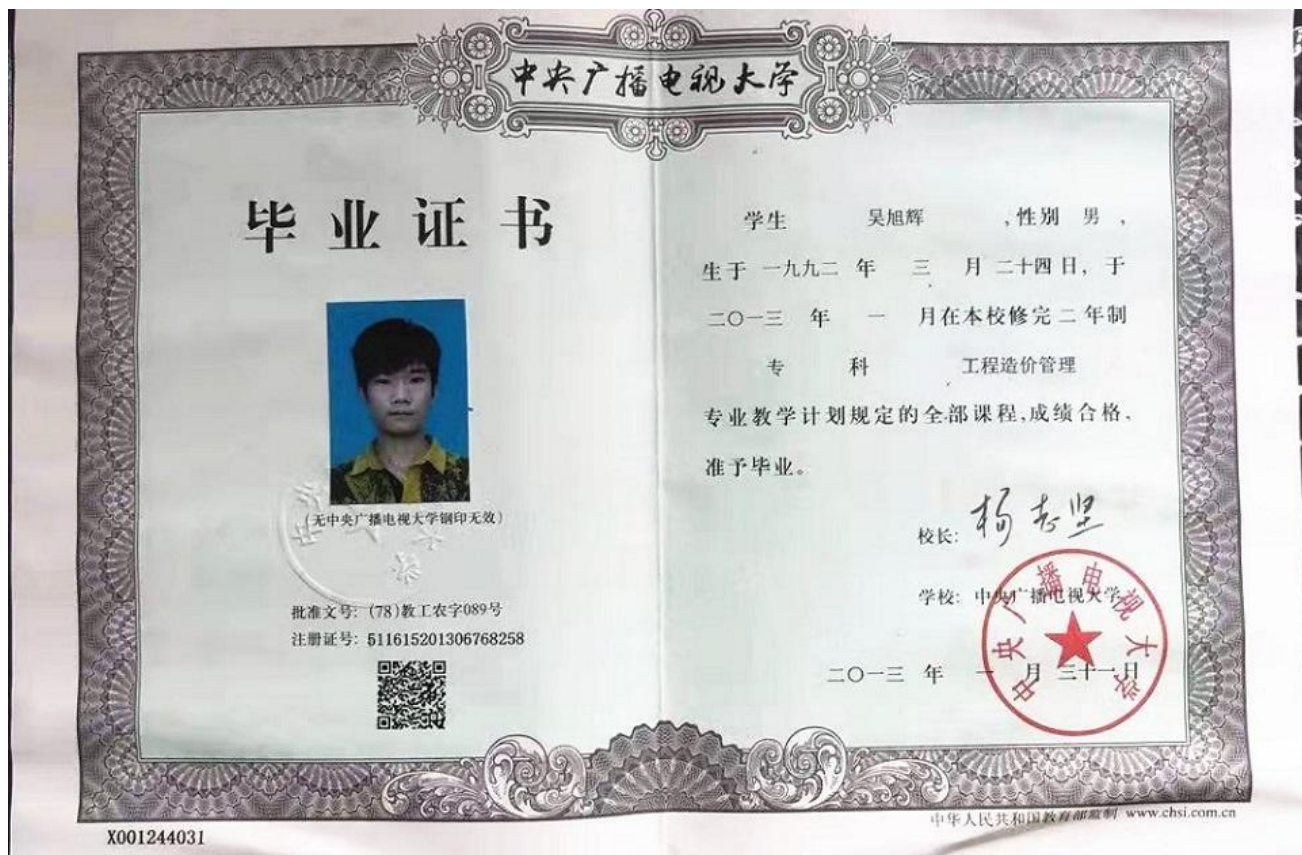 中央广播电视大学
毕业证书
(无中央广播电视大学钢印无效)
批准文号: (78)教工农字089号
注册证号: 511615201306768258
X001244031
学生 吴旭辉 ,性别 男 ,
生于 一九九二 年 三 月 二十四 日, 于
二〇一三 年 一 月在本校修完 二 年制
专 科 工程造价管理
专业教学计划规定的全部课程,成绩合格,
准予毕业。
校长: 杨志坚
学校: 中央广播电视大学
中央广播电视大学
二〇一三 年 一 月 三十一日
中华人民共和国教育部监制 www.chsi.com.cn